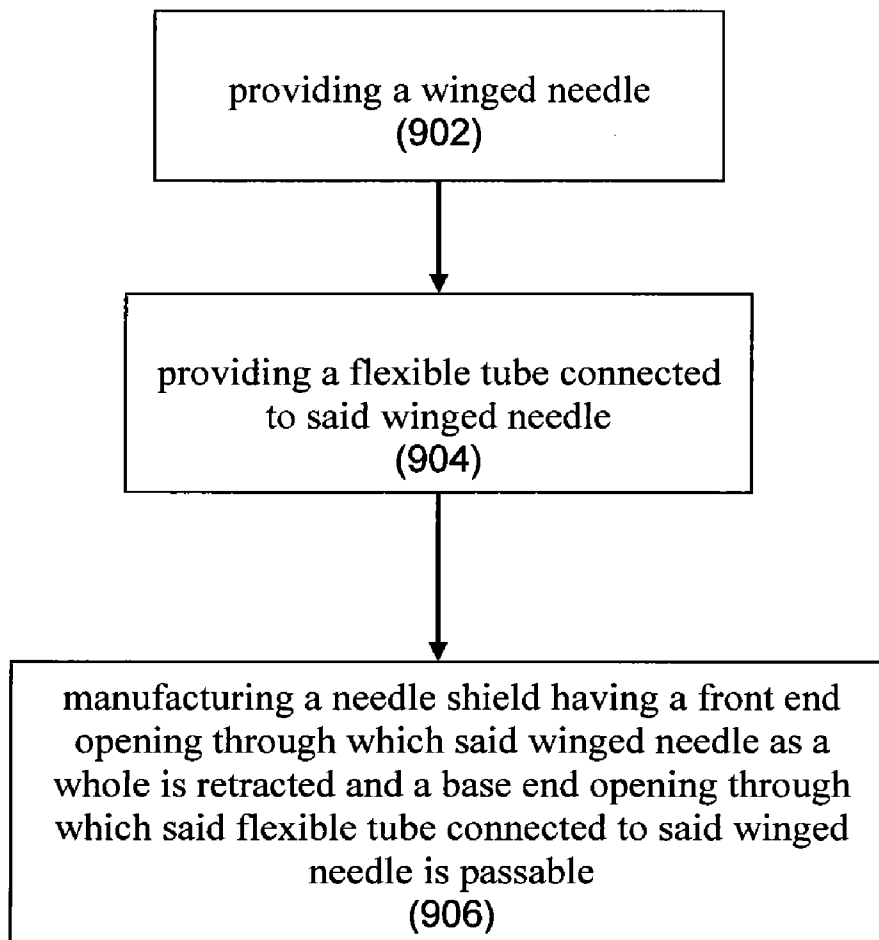 providing a winged needle
(902)
providing a flexible tube connected
to said winged needle
(904)
manufacturing a needle shield having a front end
opening through which said winged needle as a
whole is retracted and a base end opening through
which said flexible tube connected to said winged
needle is passable
(906)